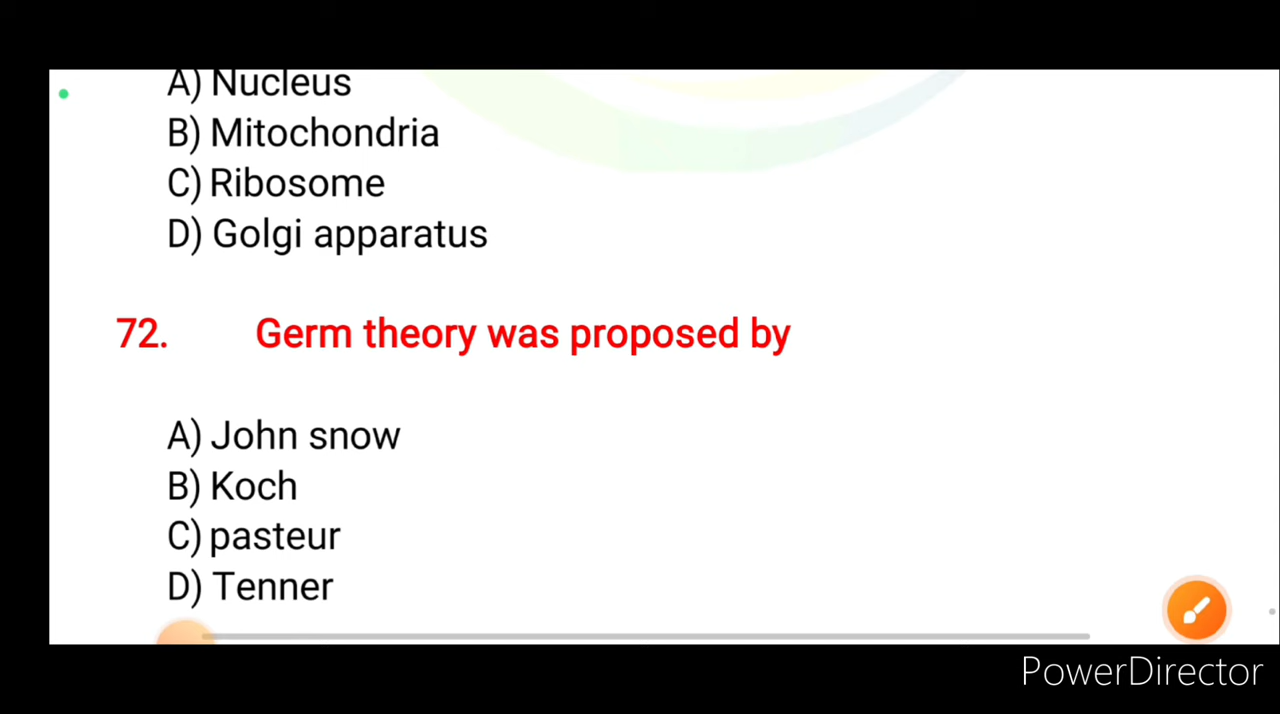 A) Nucleus
B) Mitochondria
C) Ribosome
D) Golgi apparatus
72. Germ theory was proposed by
A) John snow
B) Koch
C) pasteur
D) Tenner
PowerDirector